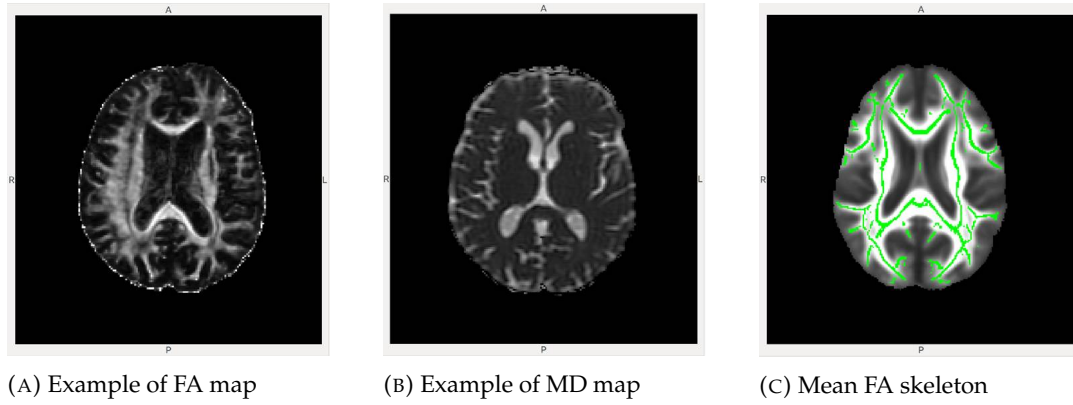 A
R
L
P
(A) Example of FA map
A
R
L
P
(B) Example of MD map
A
R
P
(C) Mean FA skeleton